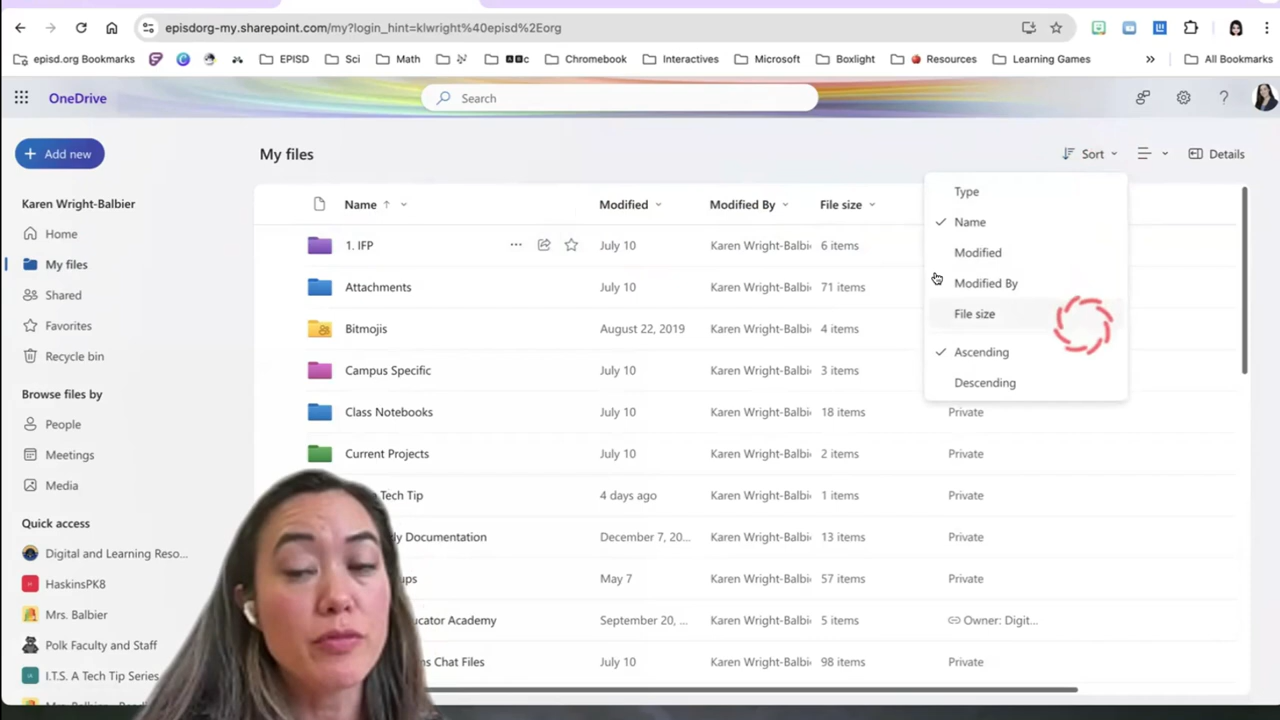 episdorg-my.sharepoint.com/my?login_hint=klwright%40episd%2Eorg
episd.org Bookmarks
EPISD
Sci
Math
ABc
Chromebook
Interactives
Microsoft
Boxlight
Resources
Learning Games
»
All Bookmarks
OneDrive
Search
?
+ Add new
My files
Sort
Details
Karen Wright-Balbier
Home
My files
Shared
Favorites
Recycle bin
Browse files by
People
Meetings
Media
Quick access
Digital and Learning Reso...
HaskinsPK8
Mrs. Balbier
Polk Faculty and Staff
I.T.S. A Tech Tip Series
Name Modified Modified By File size
1. IFP ... July 10 Karen Wright-Balbi 6 items
Attachments July 10 Karen Wright-Balbi 71 items
Bitmojis August 22, 2019 Karen Wright-Balbi 4 items
Campus Specific July 10 Karen Wright-Balbi 3 items
Class Notebooks July 10 Karen Wright-Balbi 18 items Private
Current Projects July 10 Karen Wright-Balbi 2 items Private
Tech Tip 4 days ago Karen Wright-Balbi 1 items Private
Documentation December 7, 20... Karen Wright-Balbi 13 items Private
May 7 Karen Wright-Balbi 57 items Private
Academy September 20, ... Karen Wright-Balbi 5 items Owner: Digit...
Chat Files July 10 Karen Wright-Balbi 98 items Private
Type
Name
Modified
Modified By
File size
Ascending
Descending